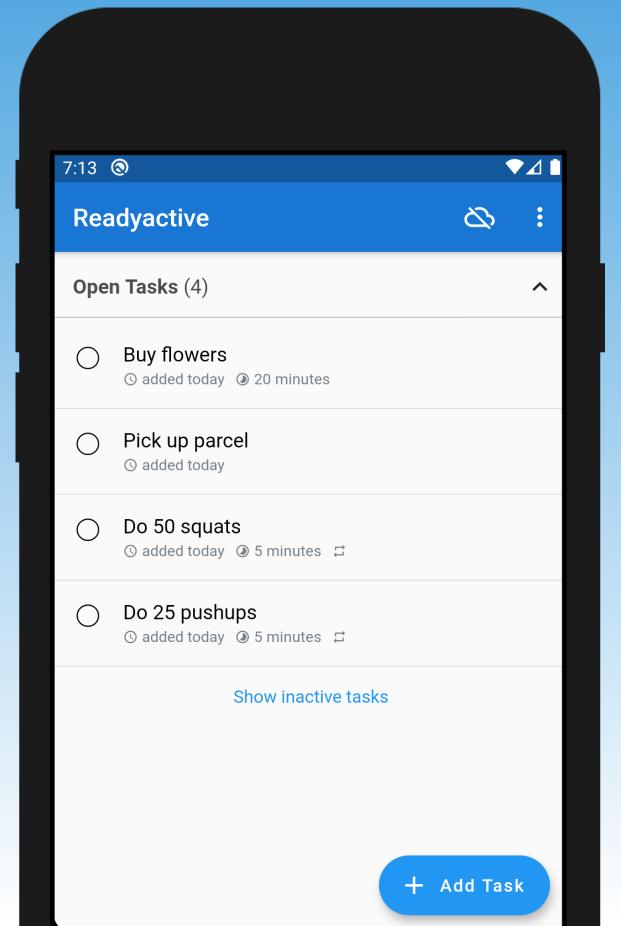 7:13
Readyactive
Open Tasks (4)
Buy flowers
added today 20 minutes
Pick up parcel
added today
Do 50 squats
added today 5 minutes
Do 25 pushups
added today 5 minutes
Show inactive tasks
+ Add Task